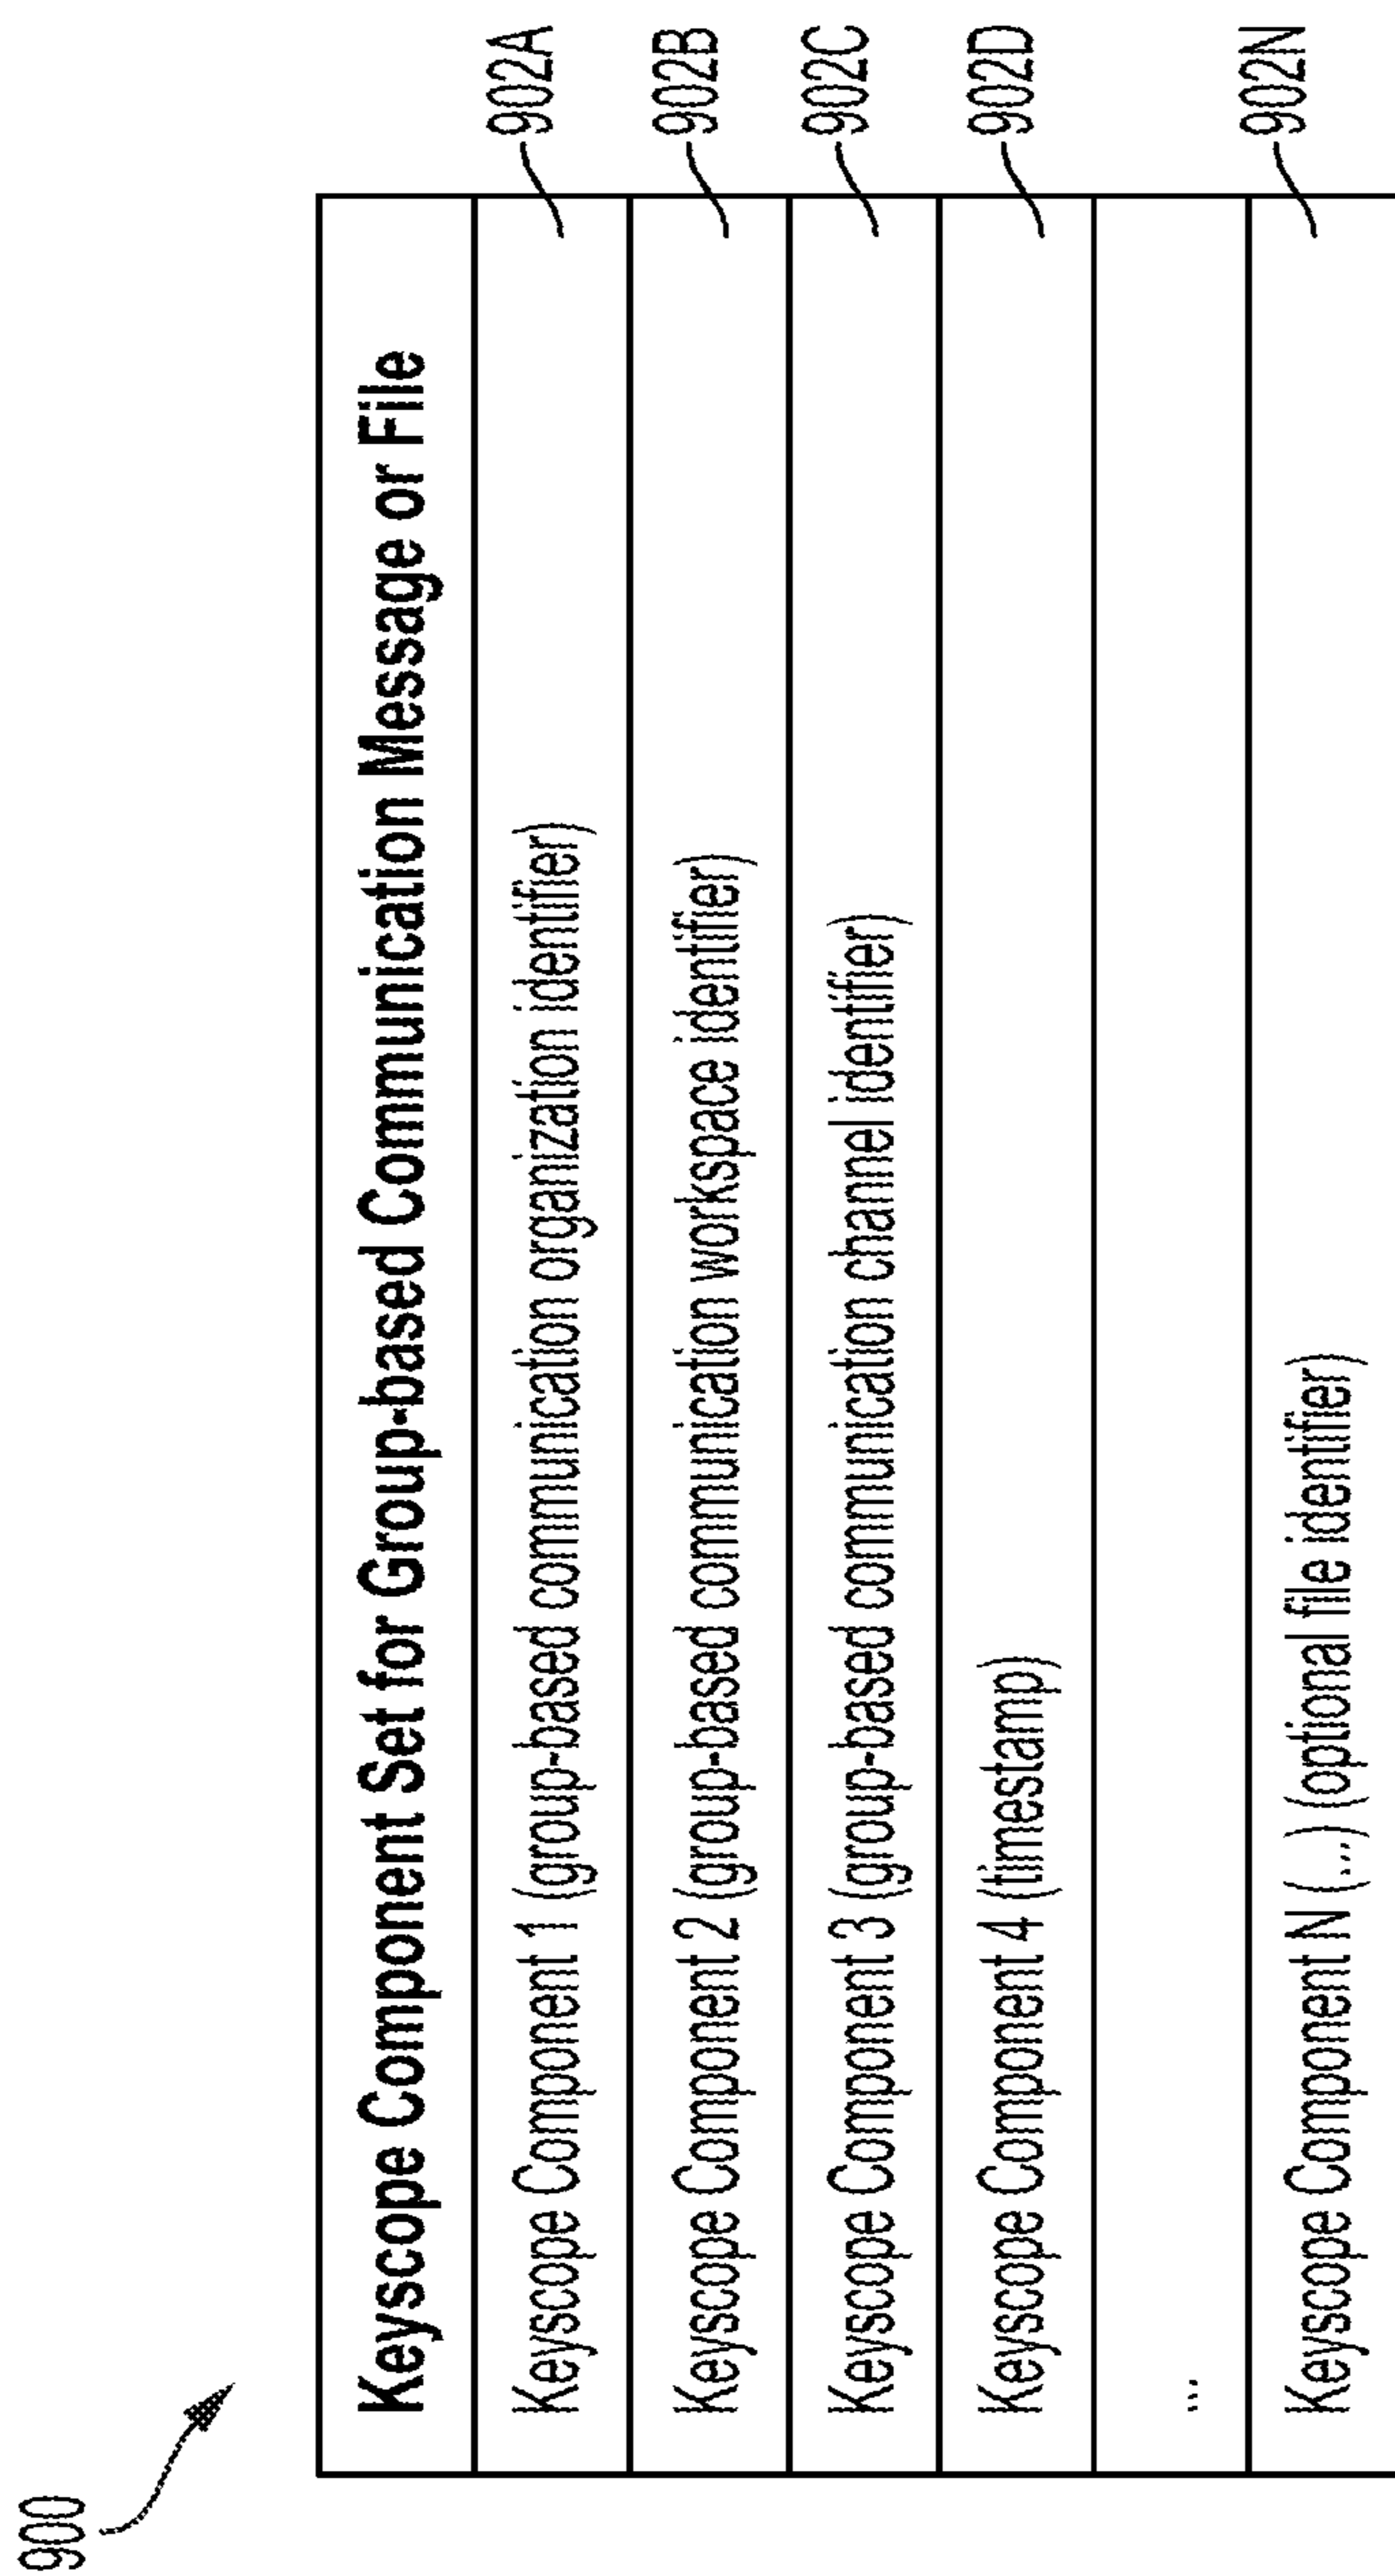 900
Keyscope Component Set for Group-based Communication Message or File
Keyscope Component 1 (group-based communication organization identifier)
902A
Keyscope Component 2 (group-based communication workspace identifier)
902B
Keyscope Component 3 (group-based communication channel identifier)
902C
Keyscope Component 4 (timestamp)
902D
...
Keyscope Component N (...) (optional file identifier)
902N